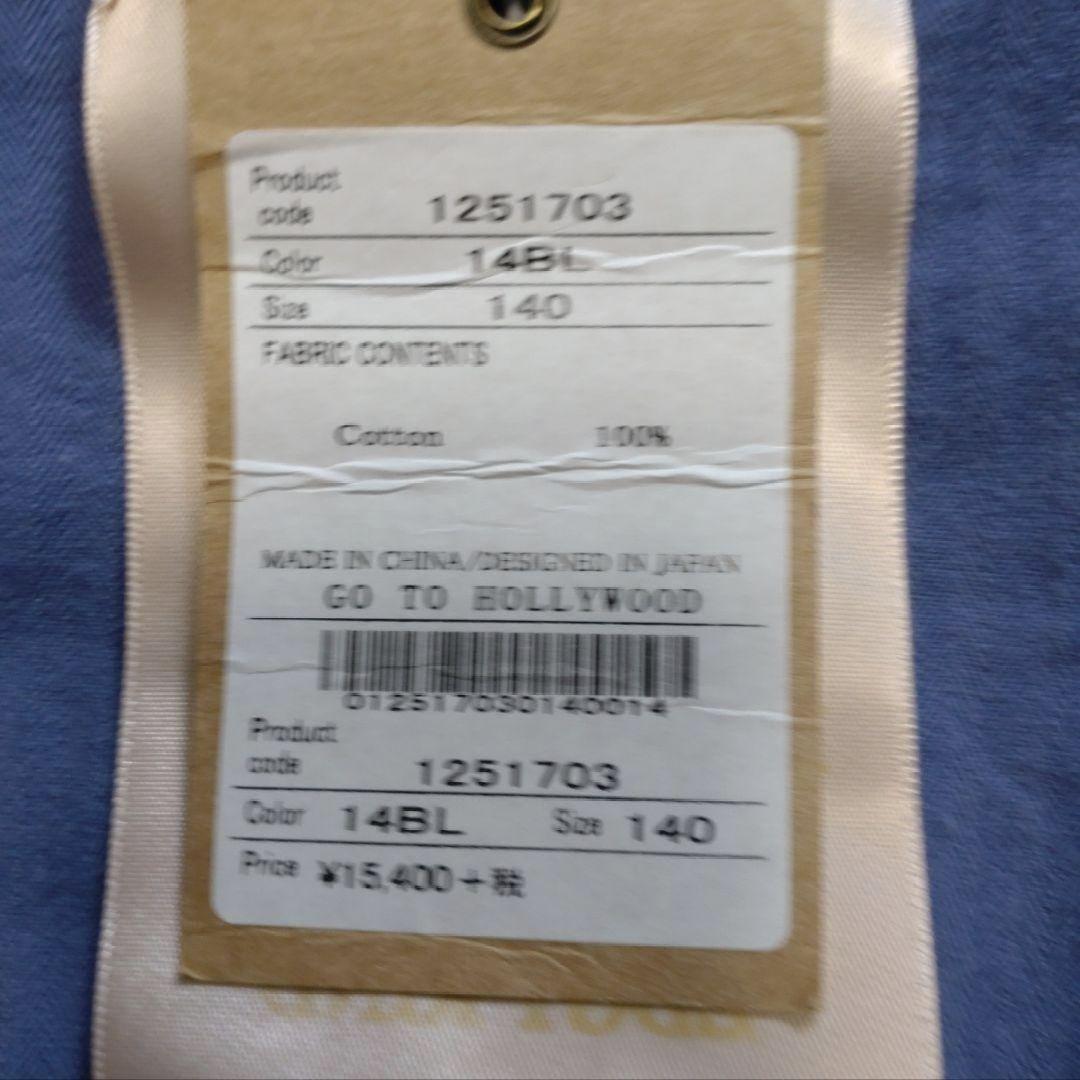 Product
code 1251703
Color 14BL
Size 140
FABRIC CONTENTS
Cotton 100%
MADE IN CHINA/DESIGNED IN JAPAN
GO TO HOLLYWOOD
012517030140014
Product
code 1251703
Color 14BL Size 140
Price ¥15,400+税